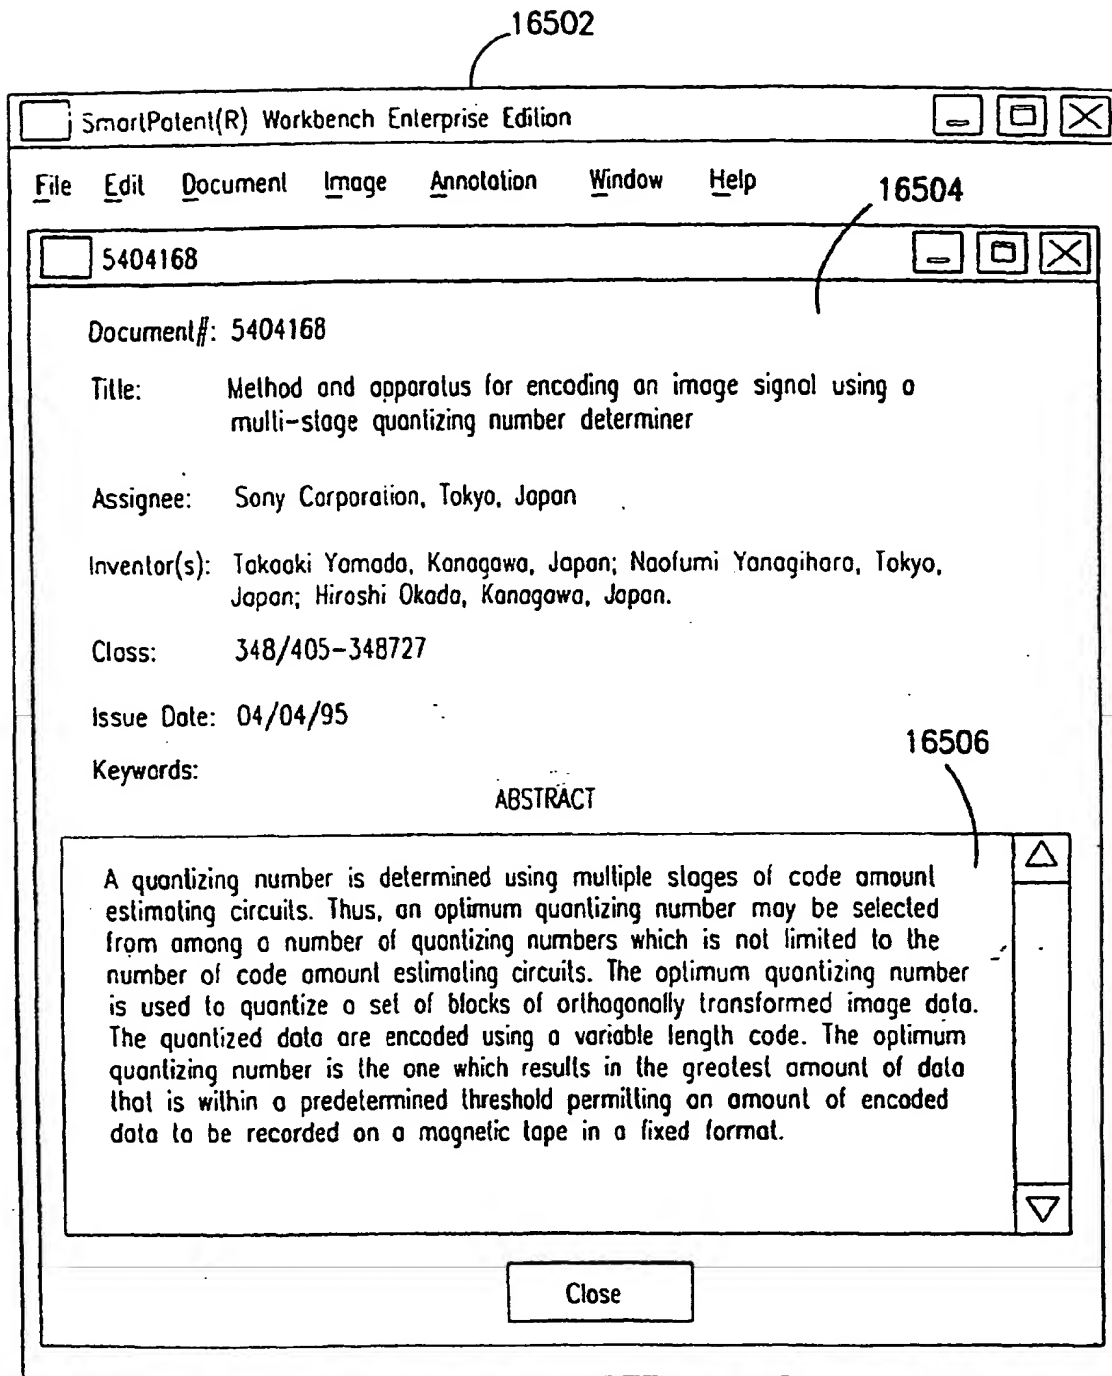 16502
SmartPatent(R) Workbench Enterprise Edition
File Edit Document Image Annotation Window Help
16504
5404168
Document#: 5404168
Title: Method and apparatus for encoding an image signal using a
multi-stage quantizing number determiner
Assignee: Sony Corporation, Tokyo, Japan
Inventor(s): Takaaki Yamada, Kanagawa, Japan; Naofumi Yanagihara, Tokyo,
Japan; Hiroshi Okada, Kanagawa, Japan.
Class: 348/405-348727
Issue Date: 04/04/95
16506
Keywords:
ABSTRACT
A quantizing number is determined using multiple stages of code amount
estimating circuits. Thus, an optimum quantizing number may be selected
from among a number of quantizing numbers which is not limited to the
number of code amount estimating circuits. The optimum quantizing number
is used to quantize a set of blocks of orthogonally transformed image data.
The quantized data are encoded using a variable length code. The optimum
quantizing number is the one which results in the greatest amount of data
that is within a predetermined threshold permitting an amount of encoded
data to be recorded on a magnetic tape in a fixed format.
Close